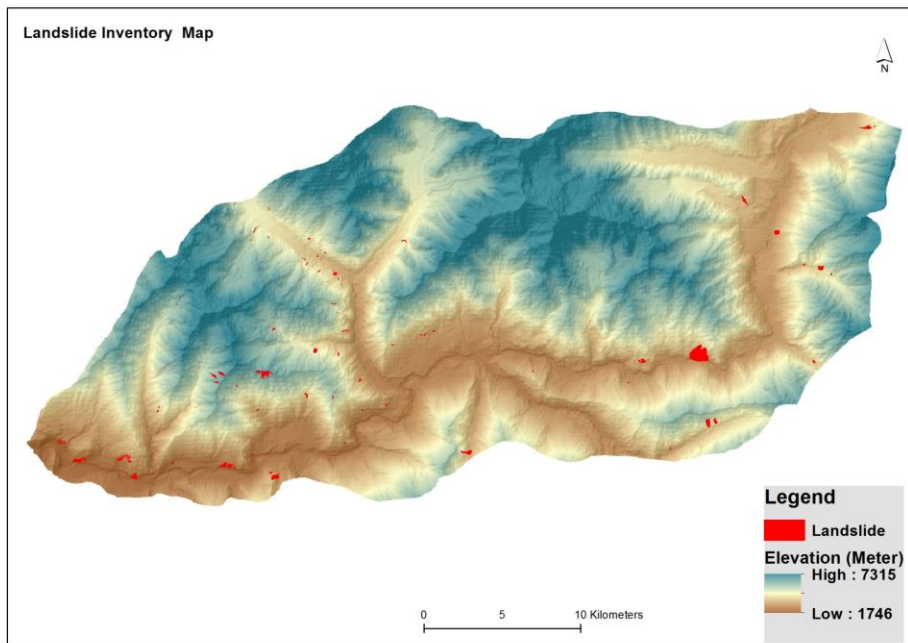 Landslide Inventory Map
N
Legend
Landslide
Elevation (Meter)
High : 7315
Low : 1746
0 5 10 Kilometers